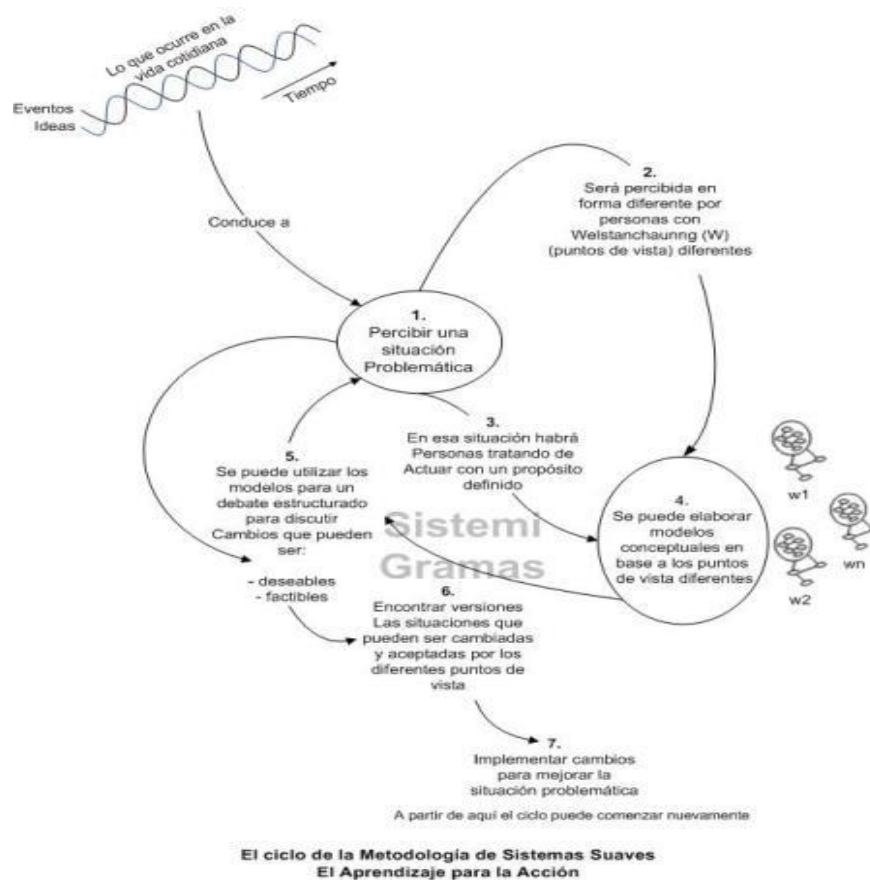 Lo que ocurre en la
vida cotidiana
Tiempo
Eventos
Ideas
Conduce a
1.
Percibir una
situación
Problemática
2.
Será percibida en
forma diferente por
personas con
Welstanchaunng (W)
(puntos de vista) diferentes
3.
En esa situación habrá
Personas tratando de
Actuar con un propósito
definido
4.
Se puede elaborar
modelos
conceptuales en
base a los puntos
de vista diferentes
w1
wn
w2
5.
Se puede utilizar los
modelos para un
debate estructurado
para discutir
Cambios que pueden
ser:
- deseables
- factibles
Sistemi
Gramas
6.
Encontrar versiones
Las situaciones que
pueden ser cambiadas
y aceptadas por los
diferentes puntos de
vista
7.
Implementar cambios
para mejorar la
situación problemática
A partir de aquí el ciclo puede comenzar nuevamente
El ciclo de la Metodología de Sistemas Suaves
El Aprendizaje para la Acción